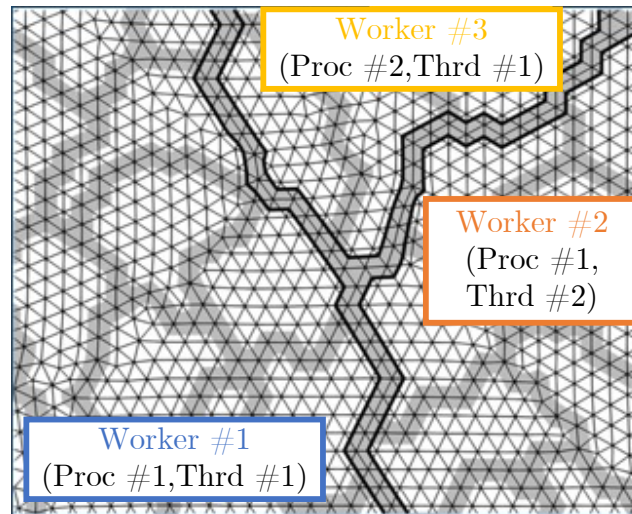 Worker #3
(Proc #2,Thrd #1)
Worker #2
(Proc #1,
Thrd #2)
Worker #1
(Proc #1,Thrd #1)